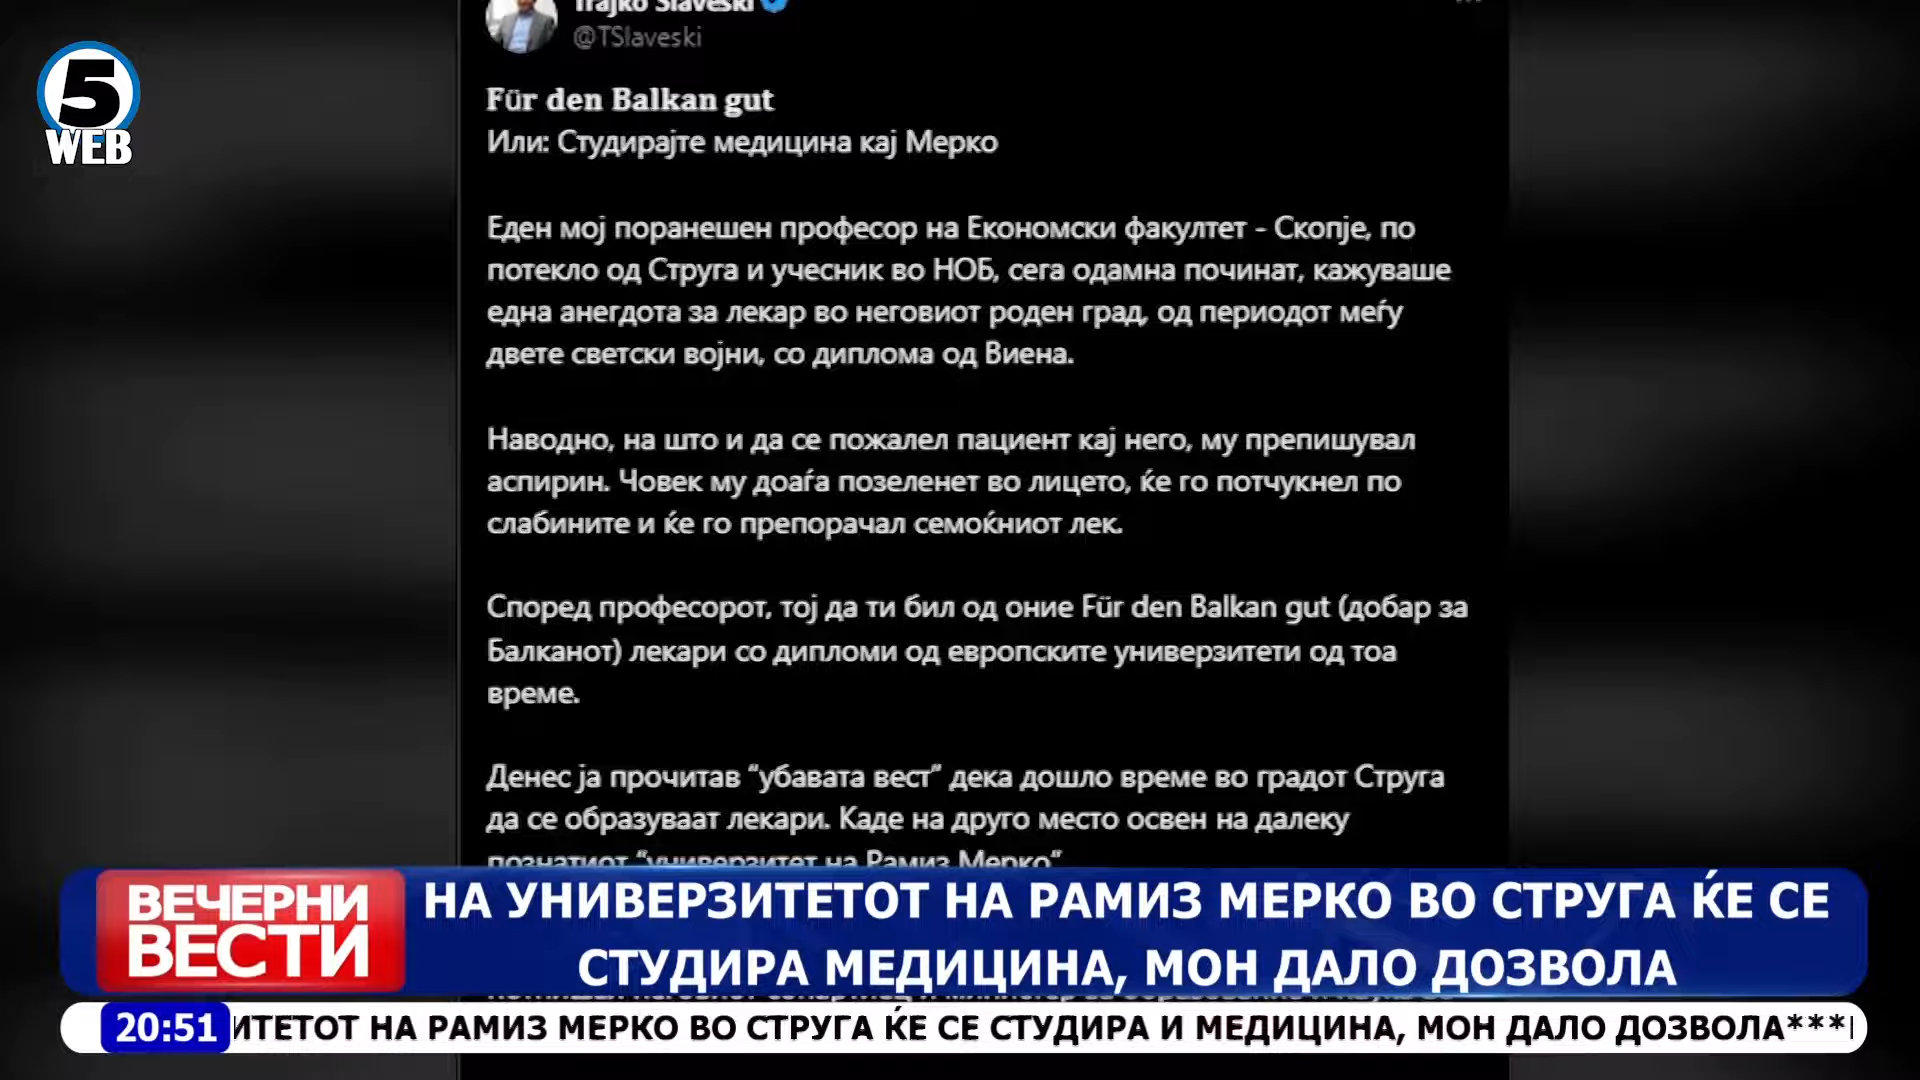 5
WEB
Trajko Slaveski
@TSlaveski
Für den Balkan gut
Или: Студирајте медицина кај Мерко
Еден мој поранешен професор на Економски факултет - Скопје, по
потекло од Струга и учесник во НОБ, сега одамна починат, кажуваше
една анегдота за лекар во неговиот роден град, од периодот меѓу
двете светски војни, со диплома од Виена.
Наводно, на што и да се пожалел пациент кај него, му препишувал
аспирин. Човек му доаѓа позеленет во лицето, ќе го потчукнел по
слабините и ќе го препорачал семоќниот лек.
Според професорот, тој да ти бил од оние Für den Balkan gut (добар за
Балканот) лекари со дипломи од европските универзитети од тоа
време.
Денес ја прочитав “убавата вест” дека дошло време во градот Струга
да се образуваат лекари. Каде на друго место освен на далеку
познатиот “универзитет на Рамиз Мерко”
ВЕЧЕРНИ
ВЕСТИ
НА УНИВЕРЗИТЕТОТ НА РАМИЗ МЕРКО ВО СТРУГА ЌЕ СЕ
СТУДИРА МЕДИЦИНА, МОН ДАЛО ДОЗВОЛА
20:51
ИТЕТОТ НА РАМИЗ МЕРКО ВО СТРУГА ЌЕ СЕ СТУДИРА И МЕДИЦИНА, МОН ДАЛО ДОЗВОЛА***